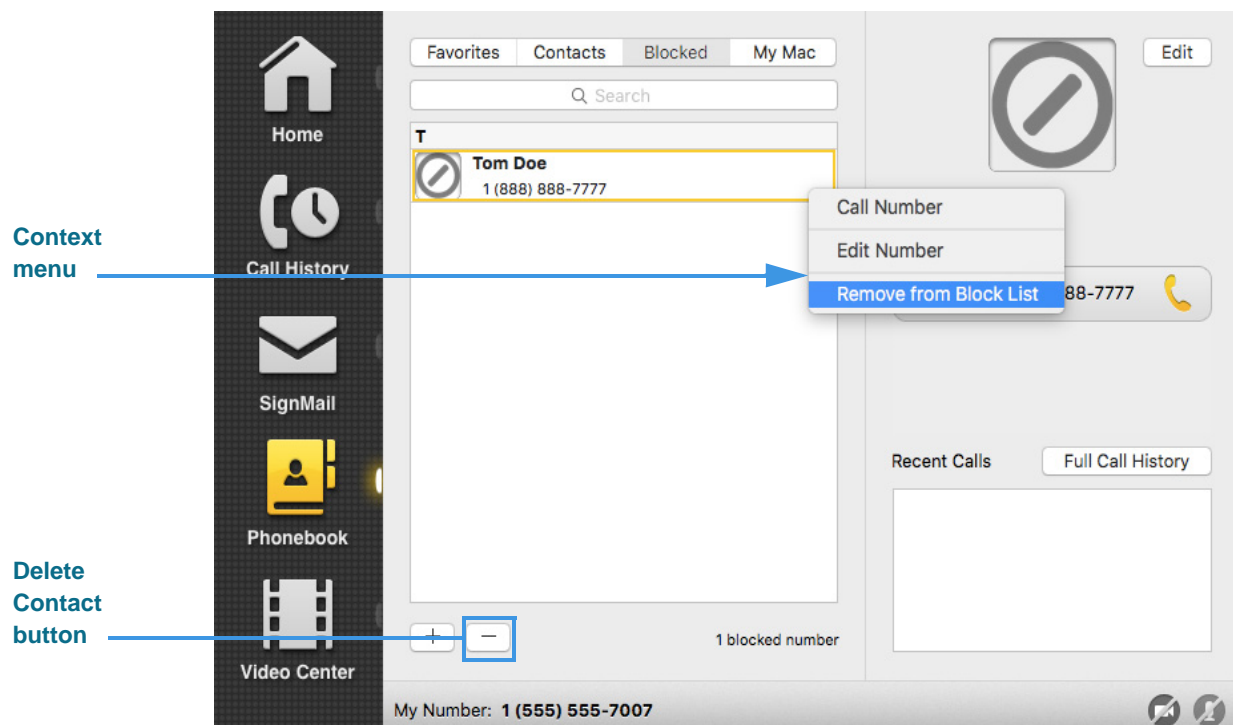 Context
menu
Delete
Contact
button
Home
Call History
SignMail
Phonebook
Video Center
Favorites Contacts Blocked My Mac
Search
T
Tom Doe
1 (888) 888-7777
1 blocked number
Call Number
Edit Number
Remove from Block List
Edit
88-7777
Recent Calls Full Call History
My Number: 1 (555) 555-7007